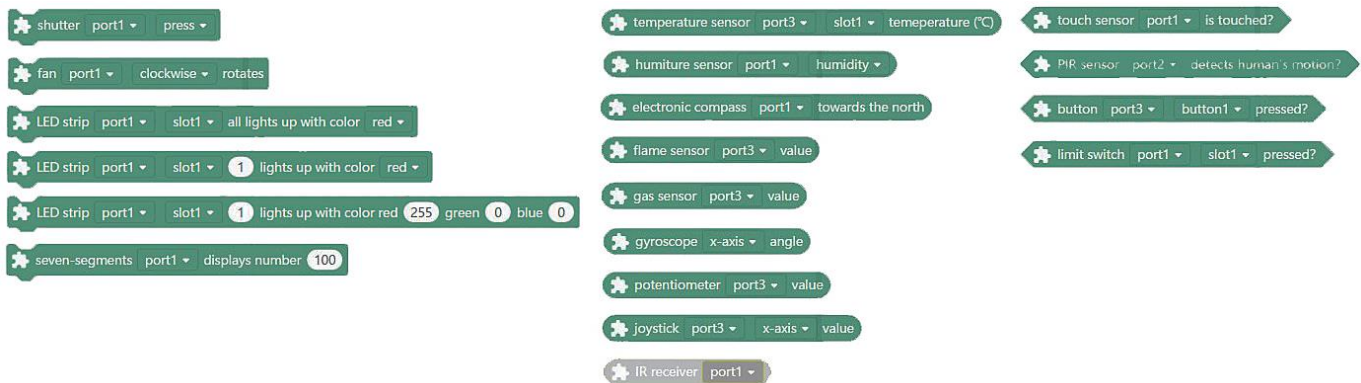 shutter port1 press
fan port1 clockwise rotates
LED strip port1 slot1 all lights up with color red
LED strip port1 slot1 1 lights up with color red
LED strip port1 slot1 1 lights up with color red 255 green 0 blue 0
seven-segments port1 displays number 100
temperature sensor port3 slot1 temeperature (℃)
humiture sensor port1 humidity
electronic compass port1 towards the north
flame sensor port3 value
gas sensor port3 value
gyroscope x-axis angle
potentiometer port3 value
joystick port3 x-axis value
IR receiver port1
touch sensor port1 is touched?
PIR sensor port2 detects human's motion?
button port3 button1 pressed?
limit switch port1 slot1 pressed?